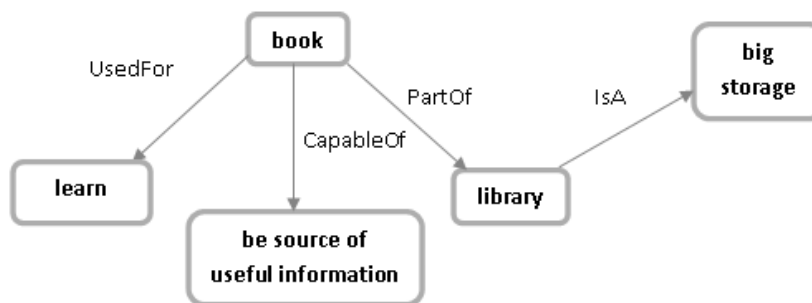 book
big
storage
UsedFor
PartOf
IsA
CapableOf
learn
library
be source of
useful information